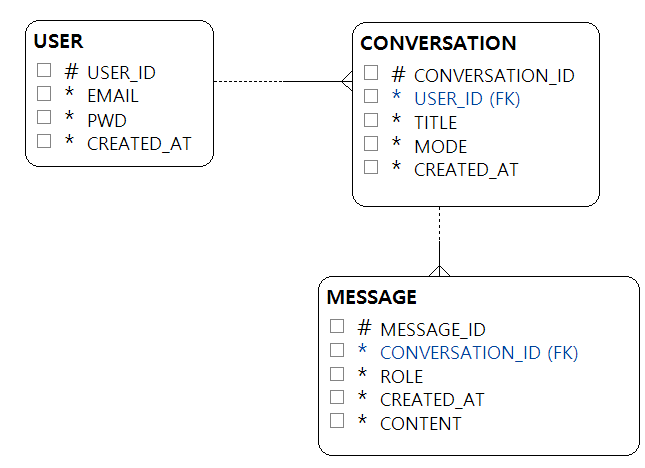 USER
# USER_ID
* EMAIL
* PWD
* CREATED_AT
CONVERSATION
# CONVERSATION_ID
* USER_ID (FK)
* TITLE
* MODE
* CREATED_AT
MESSAGE
# MESSAGE_ID
* CONVERSATION_ID (FK)
* ROLE
* CREATED_AT
* CONTENT